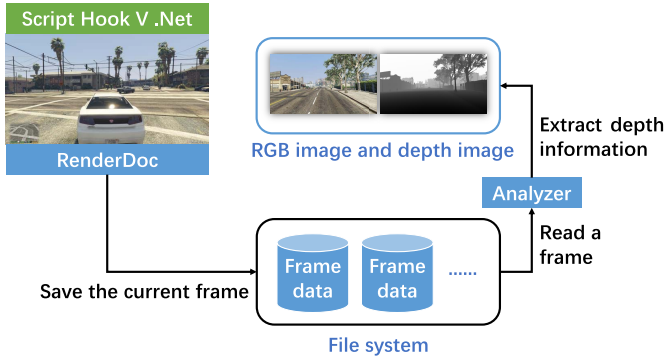 Script Hook V .Net
RenderDoc
RGB image and depth image
Extract depth
information
Analyzer
Read a
frame
Save the current frame
Frame
data
Frame
data
......
File system